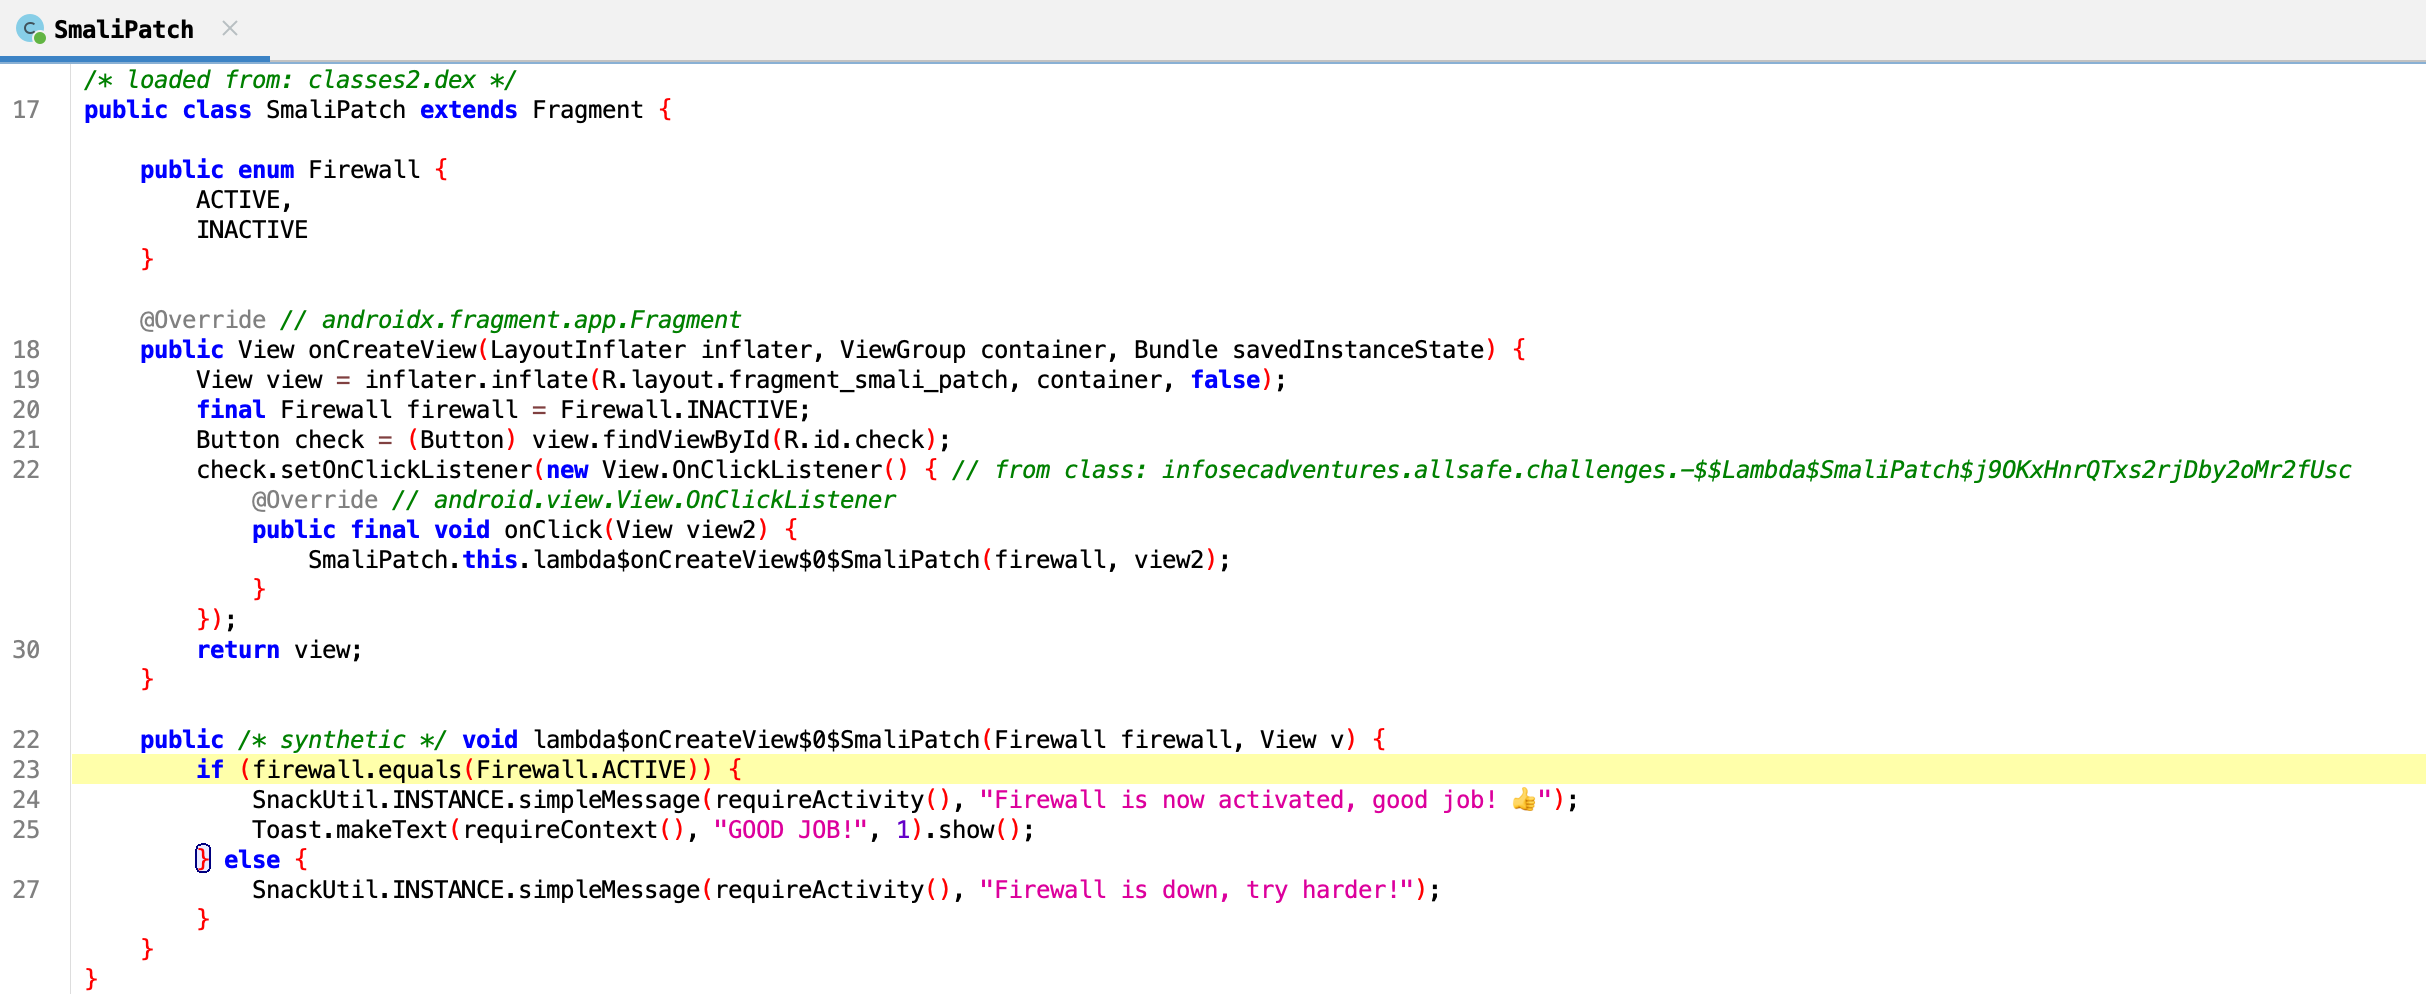 SmaliPatch
/* loaded from: classes2.dex */
17 public class SmaliPatch extends Fragment {
public enum Firewall {
ACTIVE,
INACTIVE
}
@Override // androidx.fragment.app.Fragment
18 public View onCreateView(LayoutInflater inflater, ViewGroup container, Bundle savedInstanceState) {
19 View view = inflater.inflate(R.layout.fragment_smali_patch, container, false);
20 final Firewall firewall = Firewall.INACTIVE;
21 Button check = (Button) view.findViewById(R.id.check);
22 check.setOnClickListener(new View.OnClickListener() { // from class: infosecadventures.allsafe.challenges.-$$Lambda$SmaliPatch$j9OKxHnrQTxs2rjDby2oMr2fUsc
@Override // android.view.View.OnClickListener
public final void onClick(View view2) {
SmaliPatch.this.lambda$onCreateView$0$SmaliPatch(firewall, view2);
}
});
30 return view;
}
22 public /* synthetic */ void lambda$onCreateView$0$SmaliPatch(Firewall firewall, View v) {
23 if (firewall.equals(Firewall.ACTIVE)) {
24 SnackUtil.INSTANCE.simpleMessage(requireActivity(), "Firewall is now activated, good job! 👍");
25 Toast.makeText(requireContext(), "GOOD JOB!", 1).show();
} else {
27 SnackUtil.INSTANCE.simpleMessage(requireActivity(), "Firewall is down, try harder!");
}
}
}